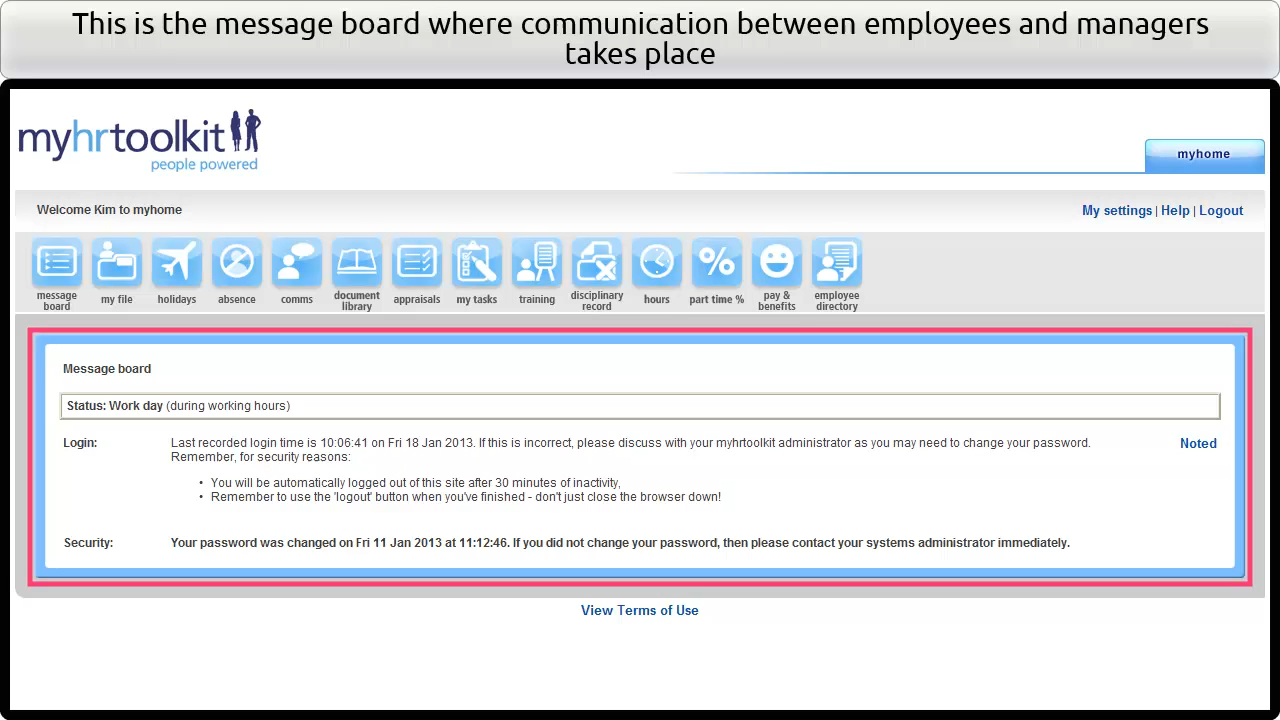 This is the message board where communication between employees and managers
takes place
myhrtoolkit
people powered
myhome
Welcome Kim to myhome
My settings | Help | Logout
message board
my file
holidays
absence
comms
document library
appraisals
my tasks
training
disciplinary record
hours
part time %
pay & benefits
employee directory
Message board
Status: Work day (during working hours)
Login: Last recorded login time is 10:06:41 on Fri 18 Jan 2013. If this is incorrect, please discuss with your myhrtoolkit administrator as you may need to change your password. Noted
Remember, for security reasons:
• You will be automatically logged out of this site after 30 minutes of inactivity,
• Remember to use the 'logout' button when you've finished - don't just close the browser down!
Security: Your password was changed on Fri 11 Jan 2013 at 11:12:46. If you did not change your password, then please contact your systems administrator immediately.
View Terms of Use